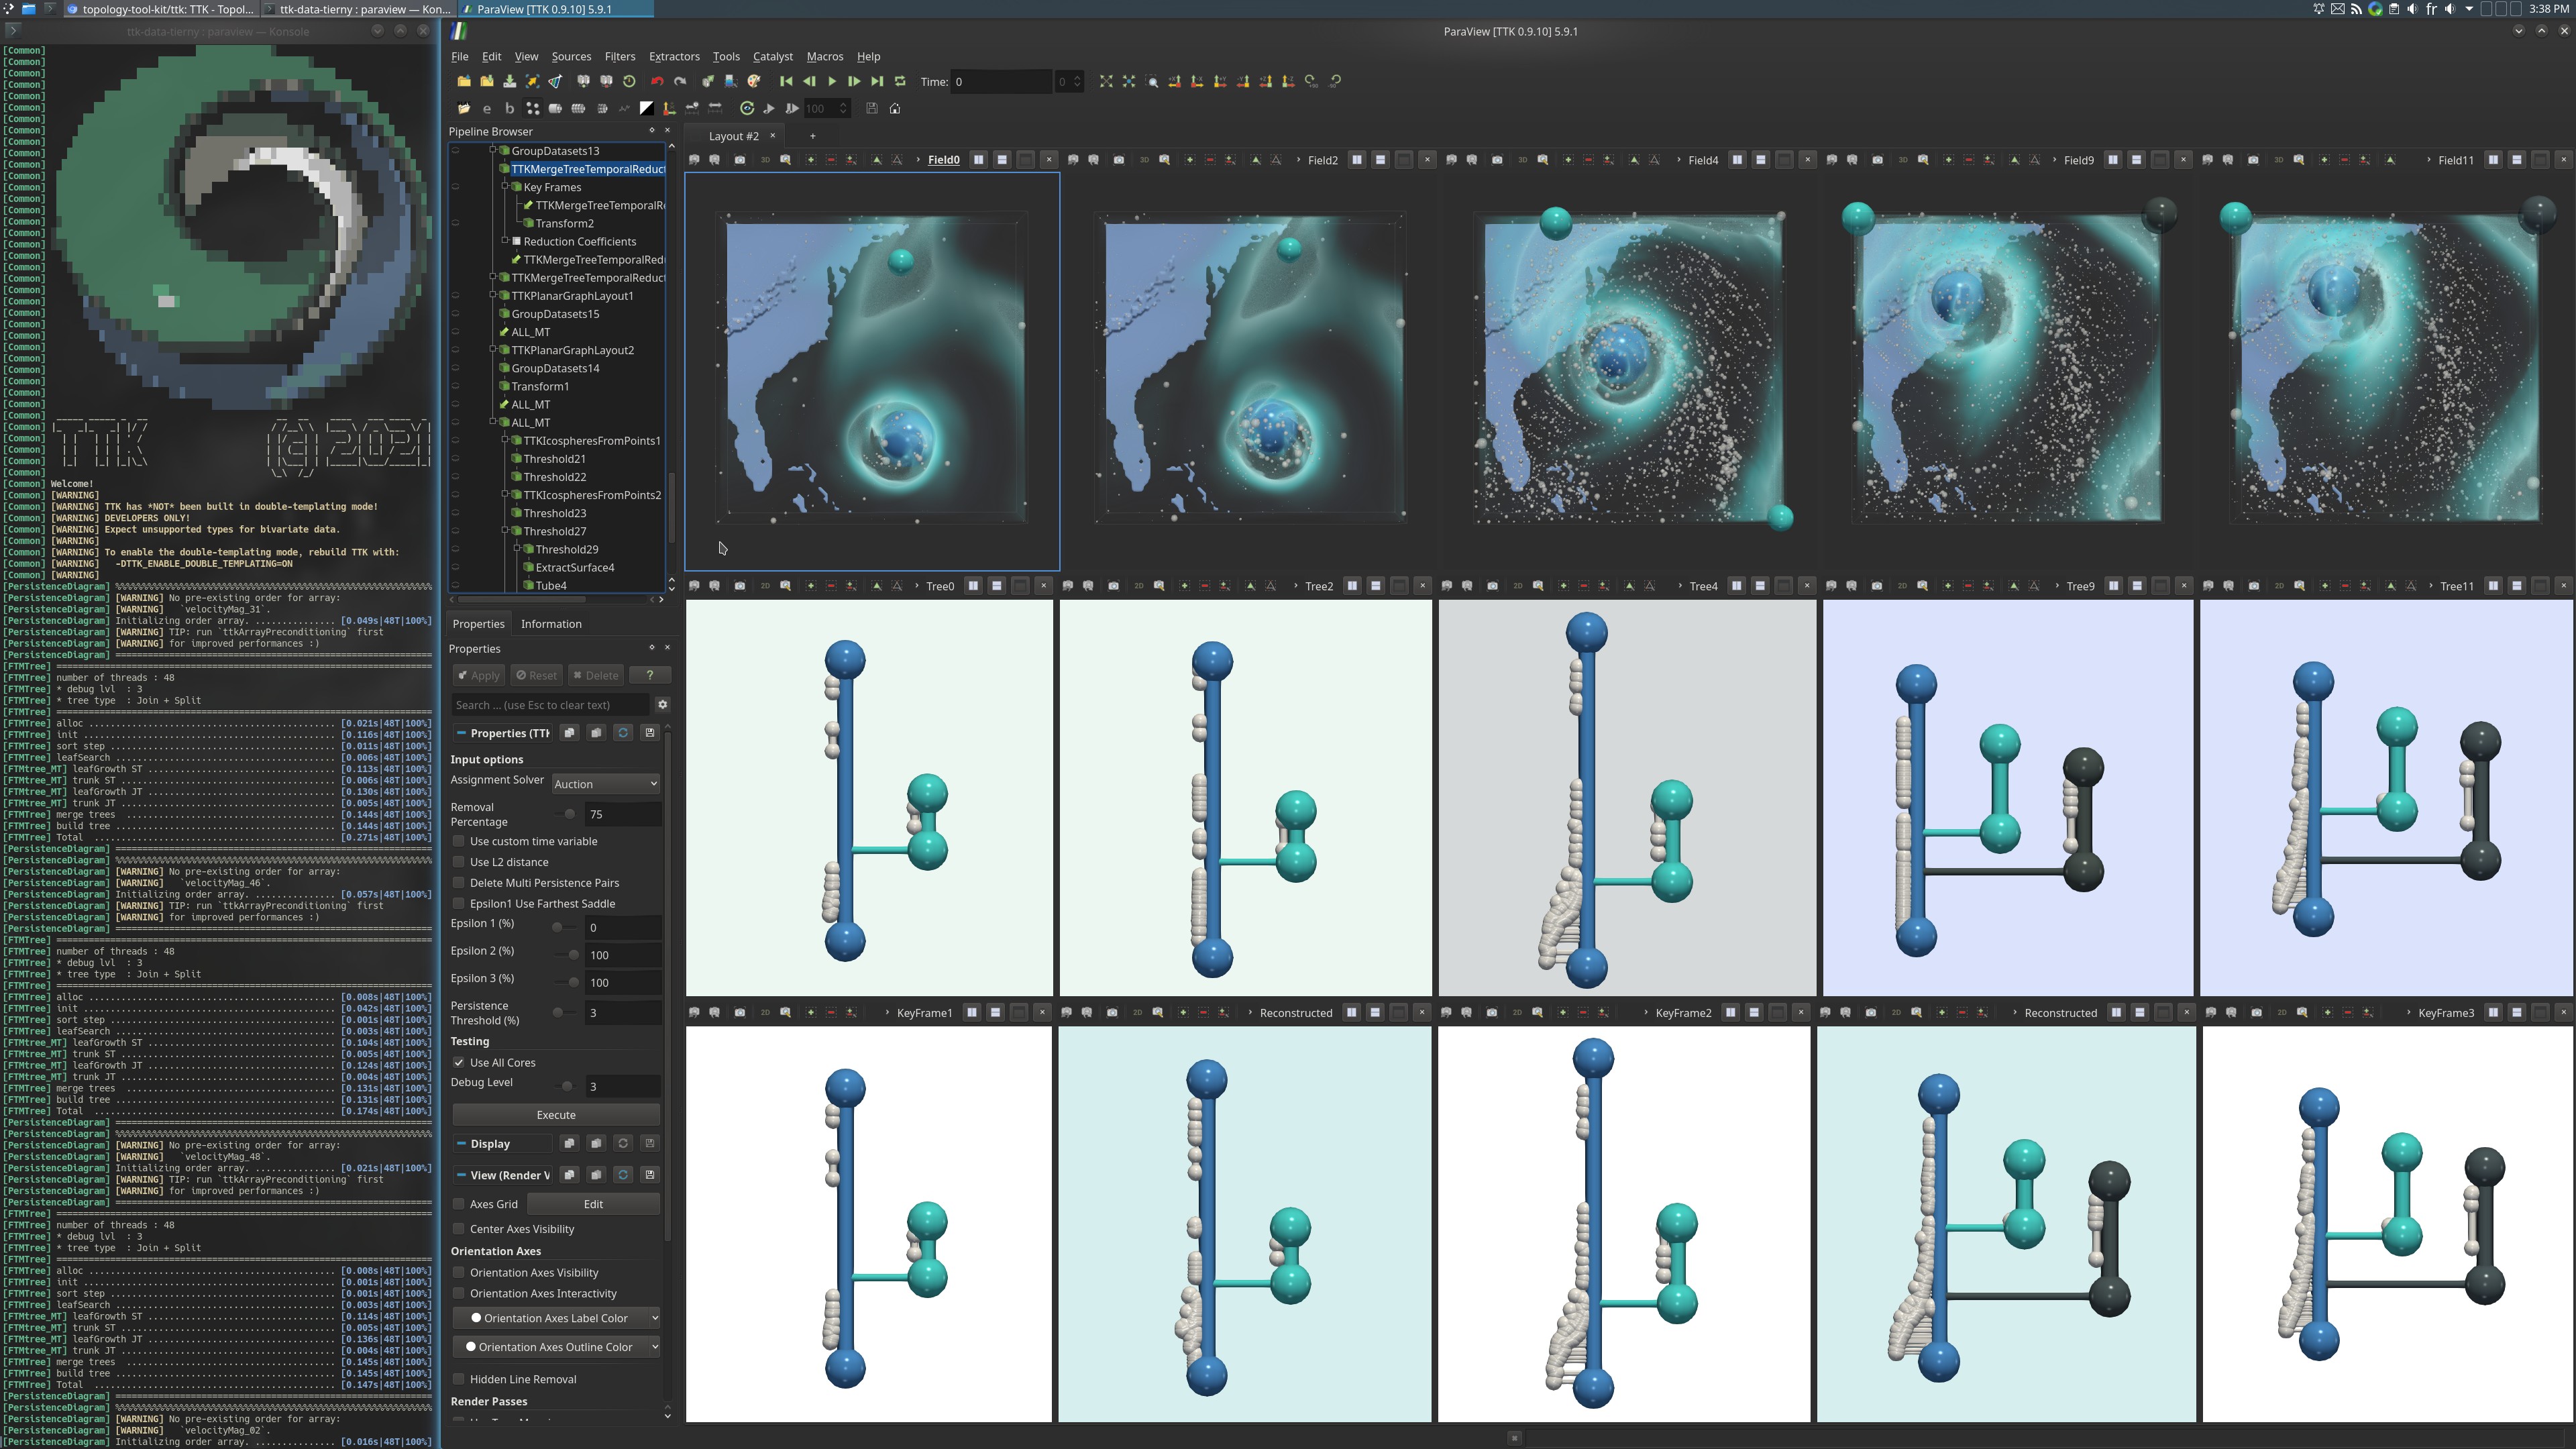 topology-tool-kit/ttk: TTK - Topol...
ttk-data-tierny : paraview — Kon...
ParaView [TTK 0.9.10] 5.9.1
fr
3:38 PM
ttk-data-tierny : paraview — Konsole
[Common] Welcome!
[Common] [WARNING]
[Common] [WARNING] TTK has *NOT* been built in double-templating mode!
[Common] [WARNING] DEVELOPERS ONLY!
[Common] [WARNING] Expect unsupported types for bivariate data.
[Common] [WARNING]
[Common] [WARNING] To enable the double-templating mode, rebuild TTK with:
[Common] [WARNING]   -DTTK_ENABLE_DOUBLE_TEMPLATING=ON
[Common] [WARNING]
[PersistenceDiagram] [WARNING] No pre-existing order for array:
[PersistenceDiagram] [WARNING]   `velocityMag_31`.
[PersistenceDiagram] Initializing order array. .............. [0.049s|48T|100%]
[PersistenceDiagram] [WARNING] TIP: run `ttkArrayPreconditioning` first
[PersistenceDiagram] [WARNING] for improved performances :)
[FTMTree] number of threads : 48
[FTMTree] * debug lvl  : 3
[FTMTree] * tree type  : Join + Split
[FTMTree] alloc [0.021s|48T|100%]
[FTMTree] init [0.116s|48T|100%]
[FTMTree] sort step [0.011s|48T|100%]
[FTMTree] leafSearch [0.006s|48T|100%]
[FTMtree_MT] leafGrowth ST [0.113s|48T|100%]
[FTMtree_MT] trunk ST [0.006s|48T|100%]
[FTMtree_MT] leafGrowth JT [0.130s|48T|100%]
[FTMtree_MT] trunk JT [0.005s|48T|100%]
[FTMTree] merge trees [0.144s|48T|100%]
[FTMTree] build tree [0.144s|48T|100%]
[FTMTree] Total [0.271s|48T|100%]
[PersistenceDiagram] [WARNING] No pre-existing order for array:
[PersistenceDiagram] [WARNING]   `velocityMag_46`.
[PersistenceDiagram] Initializing order array. .............. [0.057s|48T|100%]
[PersistenceDiagram] [WARNING] TIP: run `ttkArrayPreconditioning` first
[PersistenceDiagram] [WARNING] for improved performances :)
[FTMTree] number of threads : 48
[FTMTree] * debug lvl  : 3
[FTMTree] * tree type  : Join + Split
[FTMTree] alloc [0.008s|48T|100%]
[FTMTree] init [0.042s|48T|100%]
[FTMTree] sort step [0.001s|48T|100%]
[FTMTree] leafSearch [0.003s|48T|100%]
[FTMtree_MT] leafGrowth ST [0.104s|48T|100%]
[FTMtree_MT] trunk ST [0.005s|48T|100%]
[FTMtree_MT] leafGrowth JT [0.124s|48T|100%]
[FTMtree_MT] trunk JT [0.004s|48T|100%]
[FTMTree] merge trees [0.131s|48T|100%]
[FTMTree] build tree [0.131s|48T|100%]
[FTMTree] Total [0.174s|48T|100%]
[PersistenceDiagram] [WARNING] No pre-existing order for array:
[PersistenceDiagram] [WARNING]   `velocityMag_48`.
[PersistenceDiagram] Initializing order array. .............. [0.021s|48T|100%]
[PersistenceDiagram] [WARNING] TIP: run `ttkArrayPreconditioning` first
[PersistenceDiagram] [WARNING] for improved performances :)
[FTMTree] number of threads : 48
[FTMTree] * debug lvl  : 3
[FTMTree] * tree type  : Join + Split
[FTMTree] alloc [0.008s|48T|100%]
[FTMTree] init [0.001s|48T|100%]
[FTMTree] sort step [0.001s|48T|100%]
[FTMTree] leafSearch [0.003s|48T|100%]
[FTMtree_MT] leafGrowth ST [0.114s|48T|100%]
[FTMtree_MT] trunk ST [0.005s|48T|100%]
[FTMtree_MT] leafGrowth JT [0.136s|48T|100%]
[FTMtree_MT] trunk JT [0.004s|48T|100%]
[FTMTree] merge trees [0.145s|48T|100%]
[FTMTree] build tree [0.145s|48T|100%]
[FTMTree] Total [0.147s|48T|100%]
[PersistenceDiagram] [WARNING] No pre-existing order for array:
[PersistenceDiagram] [WARNING]   `velocityMag_02`.
[PersistenceDiagram] Initializing order array. .............. [0.016s|48T|100%]
ParaView [TTK 0.9.10] 5.9.1
File Edit View Sources Filters Extractors Tools Catalyst Macros Help
Time: 0 0
100
Pipeline Browser
GroupDatasets13
TTKMergeTreeTemporalReduct
Key Frames
TTKMergeTreeTemporalRe
Transform2
Reduction Coefficients
TTKMergeTreeTemporalRed
TTKMergeTreeTemporalReduct
TTKPlanarGraphLayout1
GroupDatasets15
ALL_MT
TTKPlanarGraphLayout2
GroupDatasets14
Transform1
ALL_MT
ALL_MT
TTKIcospheresFromPoints1
Threshold21
Threshold22
TTKIcospheresFromPoints2
Threshold23
Threshold27
Threshold29
ExtractSurface4
Tube4
Properties Information
Properties
Apply Reset Delete ?
Search ... (use Esc to clear text)
Properties (TTK
Input options
Assignment Solver Auction
Removal Percentage 75
Use custom time variable
Use L2 distance
Delete Multi Persistence Pairs
Epsilon1 Use Farthest Saddle
Epsilon 1 (%) 0
Epsilon 2 (%) 100
Epsilon 3 (%) 100
Persistence Threshold (%) 3
Testing
Use All Cores
Debug Level 3
Execute
Display
View (Render V
Axes Grid Edit
Center Axes Visibility
Orientation Axes
Orientation Axes Visibility
Orientation Axes Interactivity
Orientation Axes Label Color
Orientation Axes Outline Color
Hidden Line Removal
Render Passes
Layout #2
Field0 Field2 Field4 Field9 Field11
Tree0 Tree2 Tree4 Tree9 Tree11
KeyFrame1 Reconstructed KeyFrame2 Reconstructed KeyFrame3